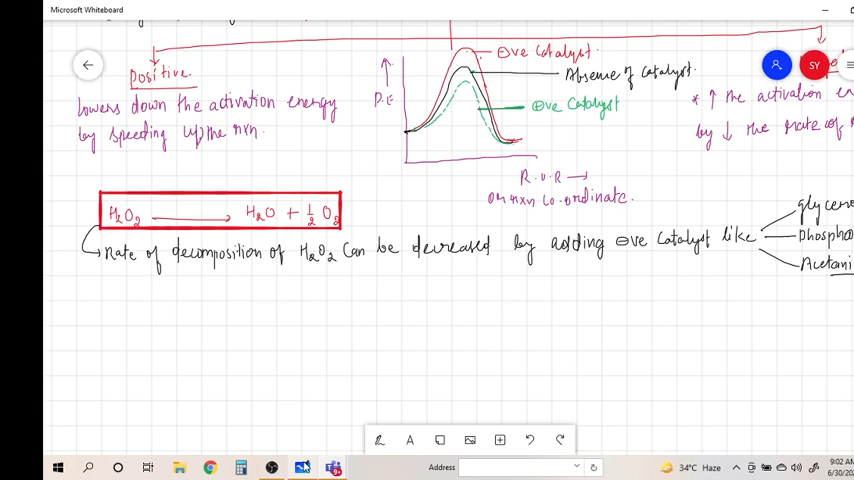 Microsoft Whiteboard
⊖ve Catalyst.
SY
Positive.
Absence of Catalyst.
Lowers down the activation energy
P.E
⊕ve Catalyst
* ↑ the activation e
by speeding up the rxn.
by ↓ the rate of
R.O.R →
or rxn co-ordinate.
H₂O₂ → H₂O + ½ O₂
glycero
Rate of decomposition of H₂O₂ Can be decreased by adding ⊖ve Catalyst like
Phospho
Acetani
Address
34°C Haze
9:02 AM
6/30/202